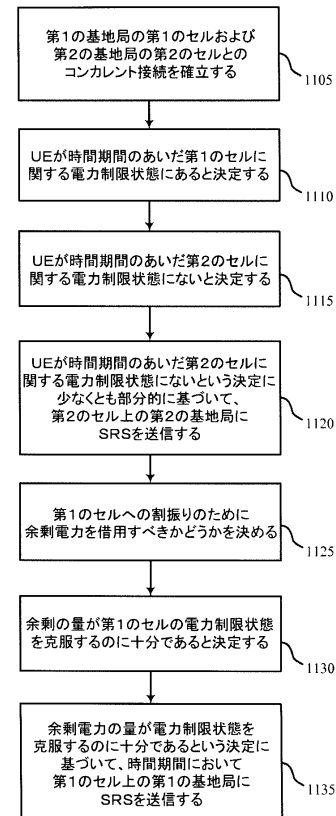 第1の基地局の第1のセルおよび
第2の基地局の第2のセルとの
コンカレント接続を確立する
1105
UEが時間期間のあいだ第1のセルに
関する電力制限状態にあると決定する
1110
UEが時間期間のあいだ第2のセルに
関する電力制限状態にないと決定する
1115
UEが時間期間のあいだ第2のセルに
関する電力制限状態にないという決定に
少なくとも部分的に基づいて、
第2のセル上の第2の基地局に
SRSを送信する
1120
第1のセルへの割振りのために
余剰電力を借用すべきかどうかを決める
1125
余剰の量が第1のセルの電力制限状態
を克服するのに十分であると決定する
1130
余剰電力の量が電力制限状態を
克服するのに十分であるという決定に
基づいて、時間期間において
第1のセル上の第1の基地局に
SRSを送信する
1135